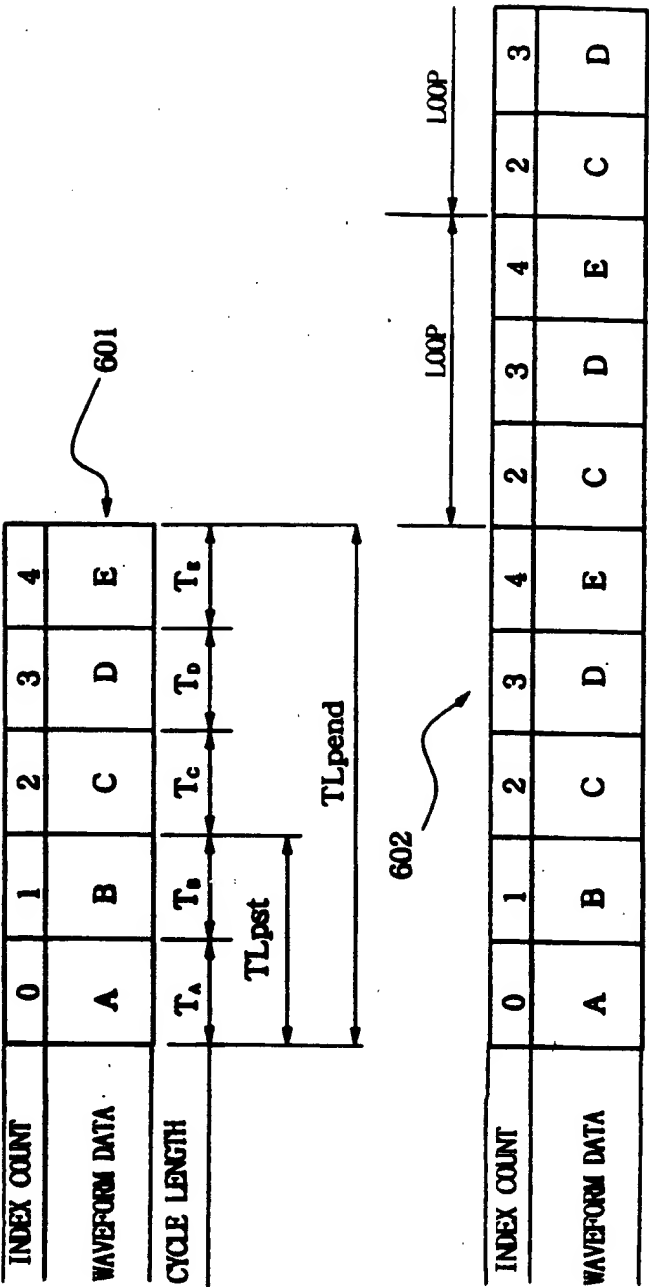 INDEX COUNT 0 1 2 3 4
WAVEFORM DATA A B C D E
CYCLE LENGTH TA TB TC TD TE
TLpst
TLpend
601
602
LOOP LOOP
INDEX COUNT 0 1 2 3 4 2 3 4 2 3
WAVEFORM DATA A B C D E C D E C D